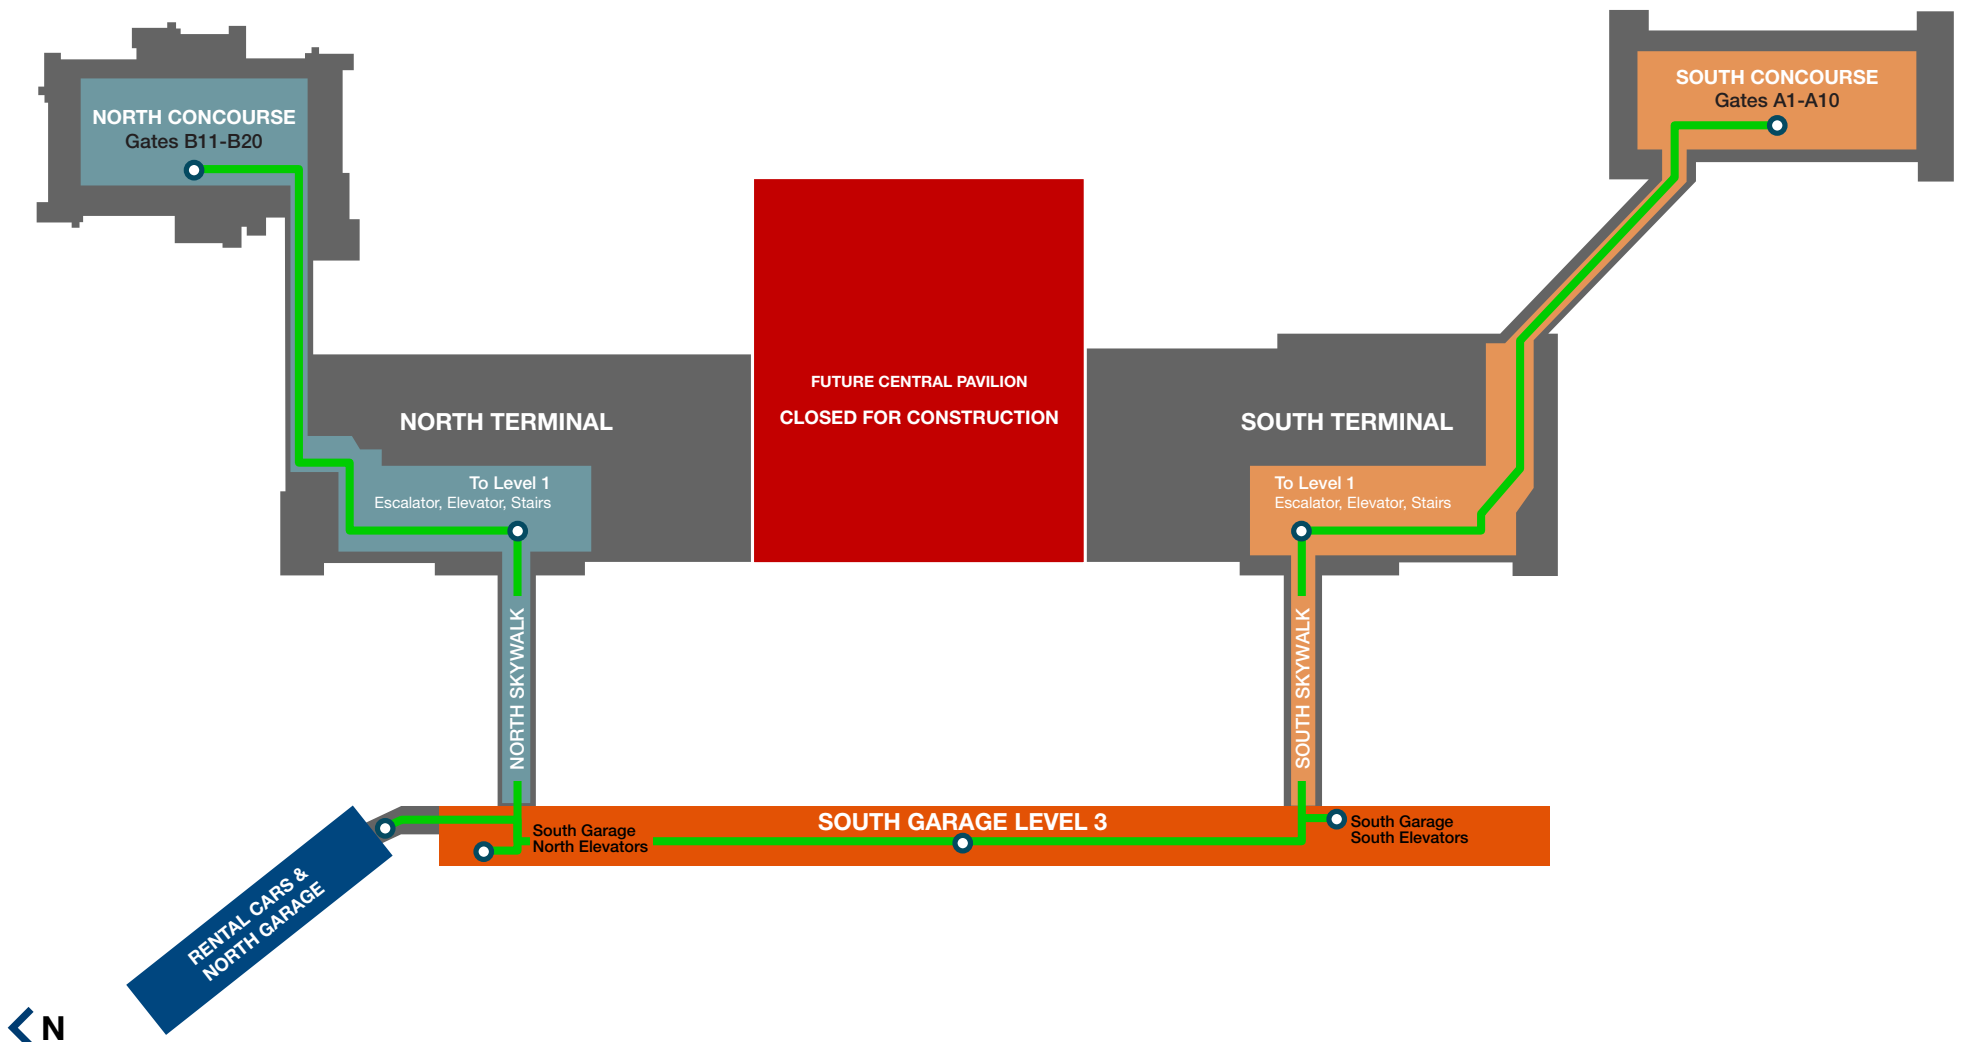 NORTH CONCOURSE
Gates B11-B20
SOUTH CONCOURSE
Gates A1-A10
FUTURE CENTRAL PAVILION
CLOSED FOR CONSTRUCTION
NORTH TERMINAL
SOUTH TERMINAL
To Level 1
Escalator, Elevator, Stairs
To Level 1
Escalator, Elevator, Stairs
NORTH SKYWALK
SOUTH SKYWALK
SOUTH GARAGE LEVEL 3
South Garage
North Elevators
South Garage
South Elevators
RENTAL CARS &
NORTH GARAGE
N